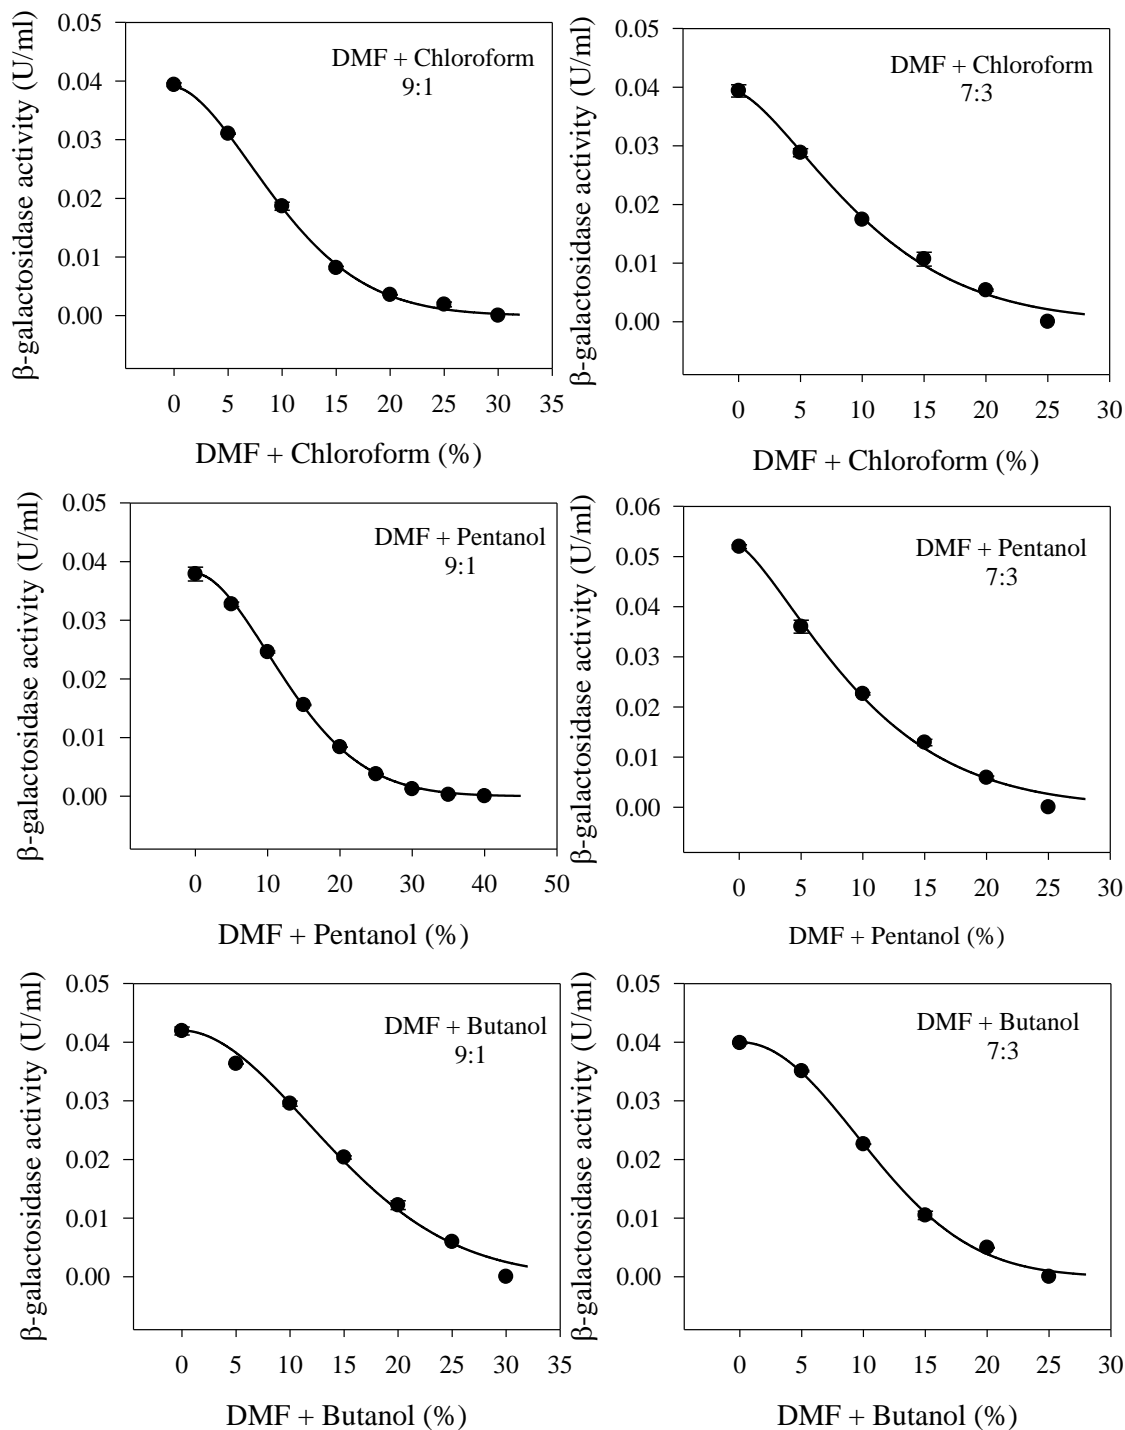 β-galactosidase activity (U/ml)
0.05
0.04
0.03
0.02
0.01
0.00
DMF + Chloroform
9:1
0 5 10 15 20 25 30 35
DMF + Chloroform (%)
β-galactosidase activity (U/ml)
0.05
0.04
0.03
0.02
0.01
0.00
DMF + Chloroform
7:3
0 5 10 15 20 25 30
DMF + Chloroform (%)
β-galactosidase activity (U/ml)
0.05
0.04
0.03
0.02
0.01
0.00
DMF + Pentanol
9:1
0 10 20 30 40 50
DMF + Pentanol (%)
β-galactosidase activity (U/ml)
0.06
0.05
0.04
0.03
0.02
0.01
0.00
DMF + Pentanol
7:3
0 5 10 15 20 25 30
DMF + Pentanol (%)
β-galactosidase activity (U/ml)
0.05
0.04
0.03
0.02
0.01
0.00
DMF + Butanol
9:1
0 5 10 15 20 25 30 35
DMF + Butanol (%)
β-galactosidase activity (U/ml)
0.05
0.04
0.03
0.02
0.01
0.00
DMF + Butanol
7:3
0 5 10 15 20 25 30
DMF + Butanol (%)